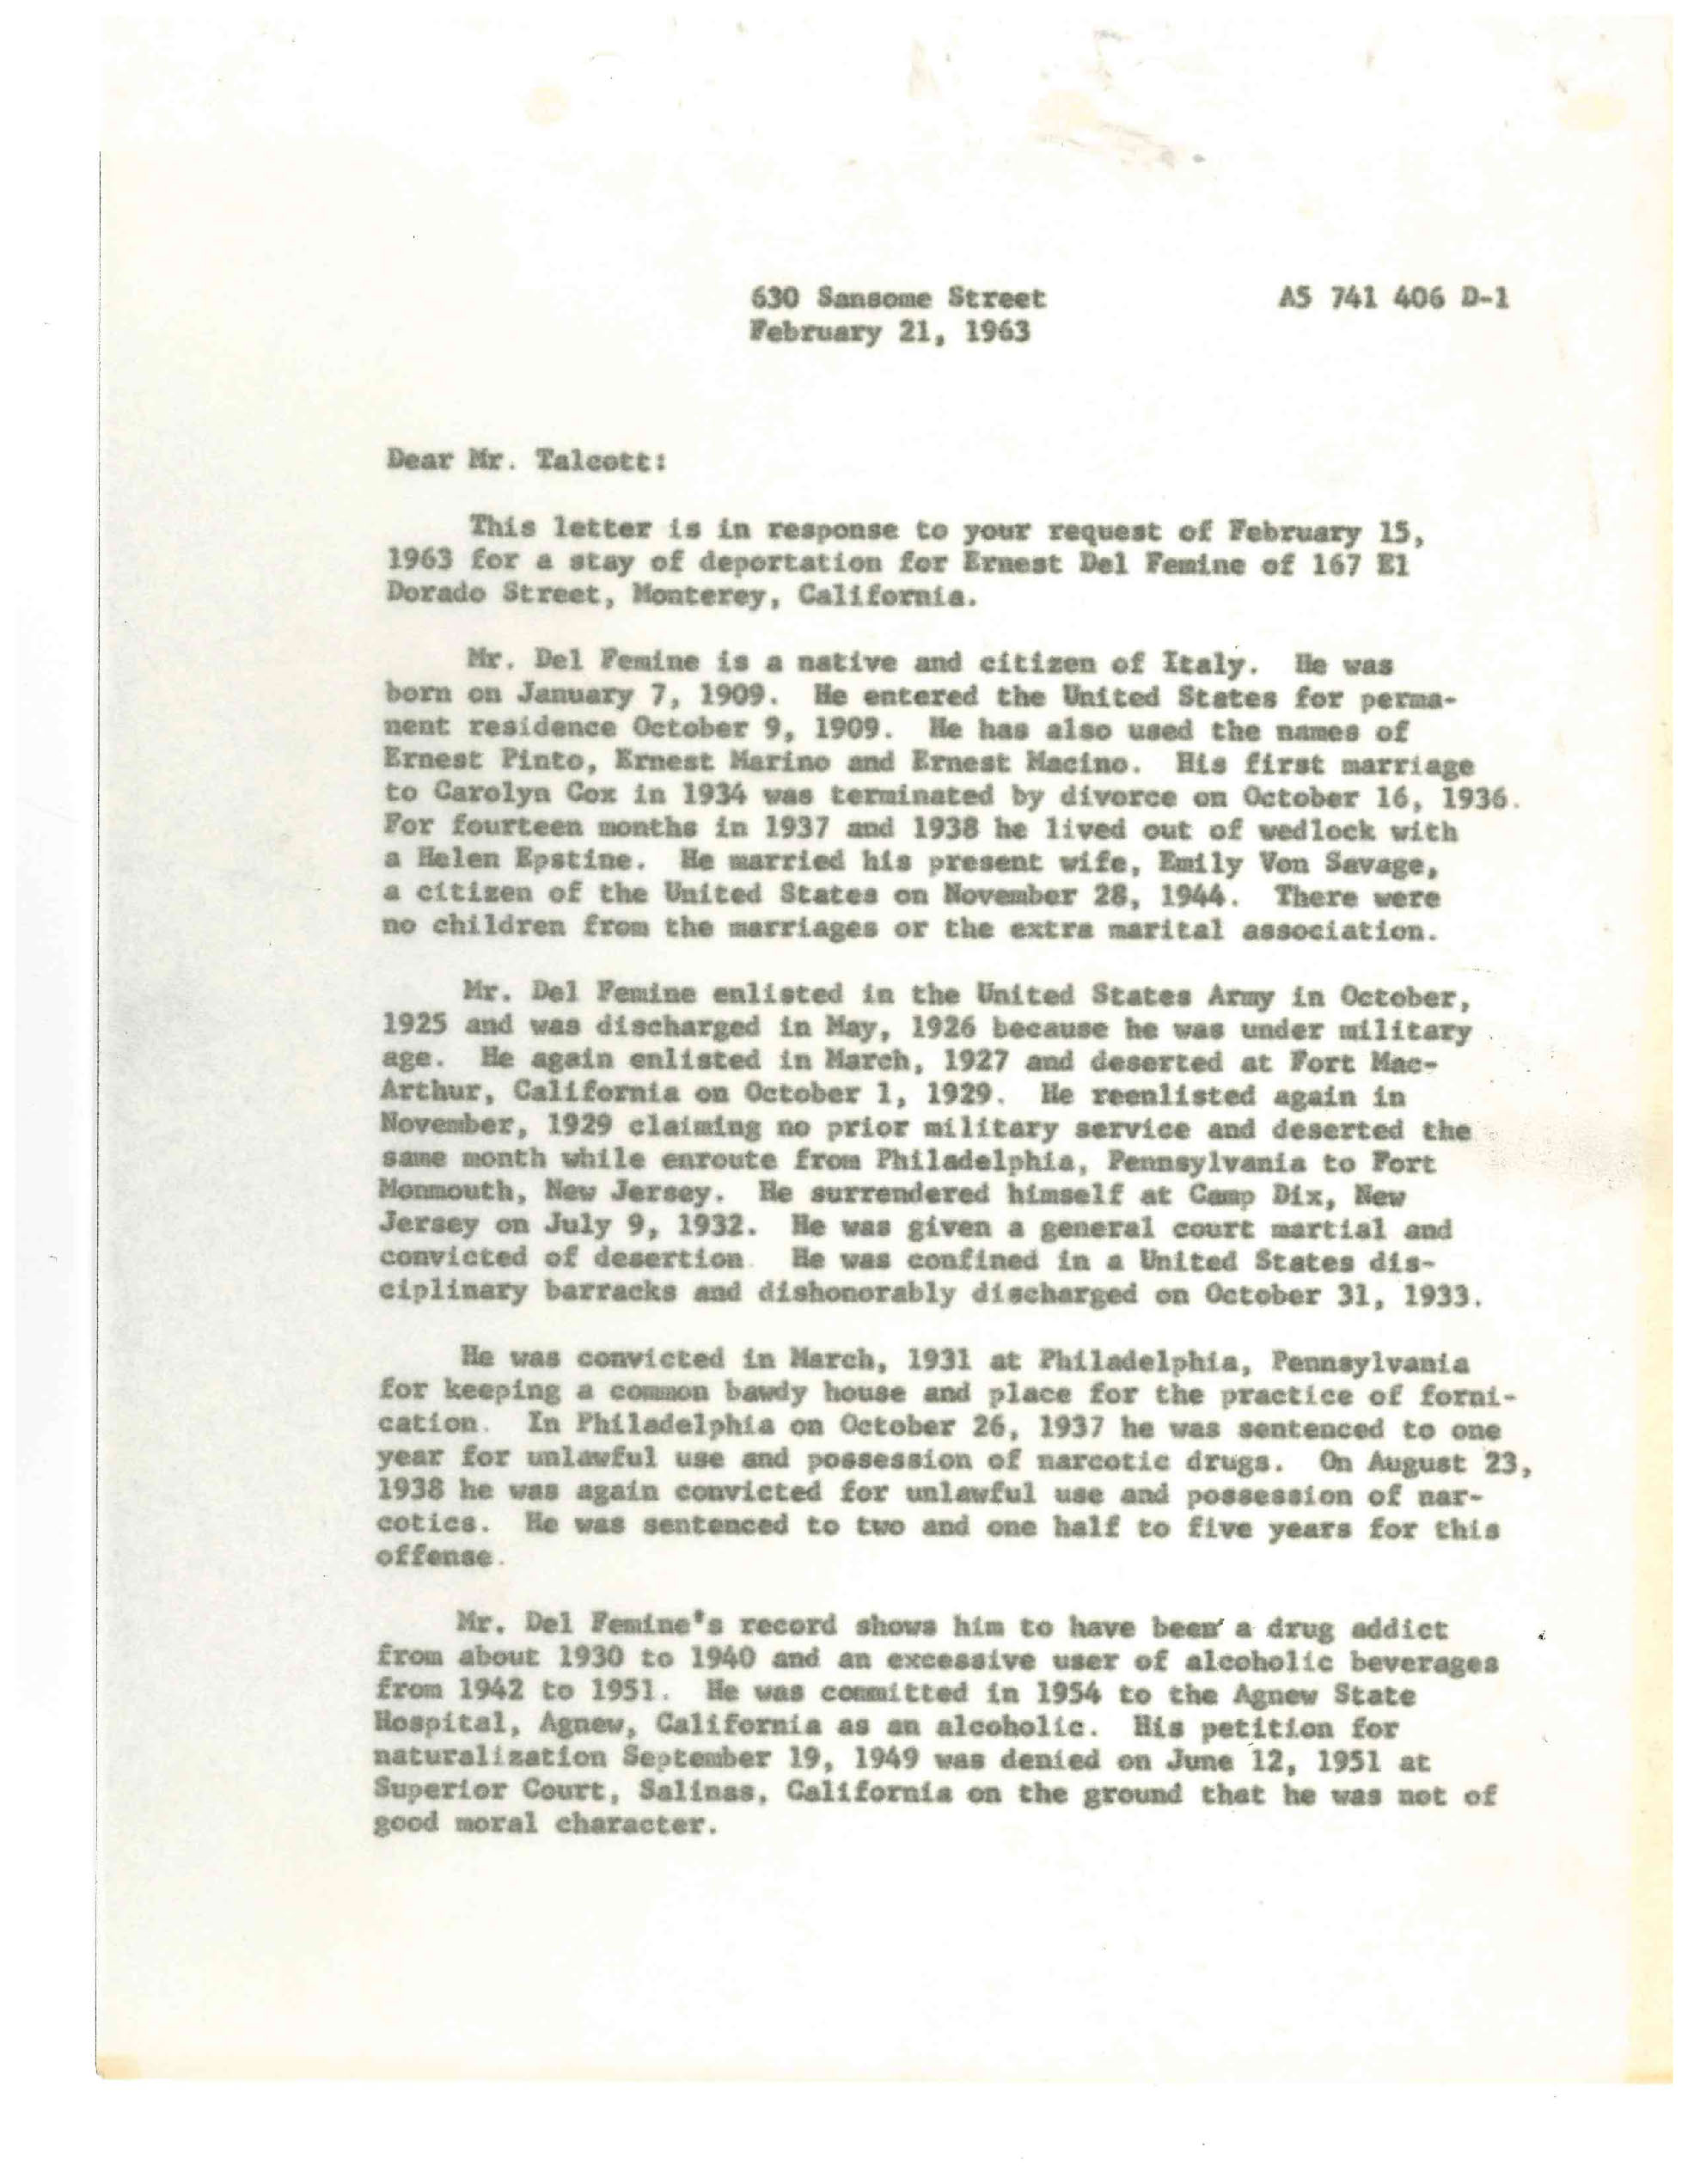 630 Sansome Street A5 741 406 D-1
February 21, 1963
Dear Mr. Talcott:
This letter is in response to your request of February 15,
1963 for a stay of deportation for Ernest Del Femine of 167 El
Dorado Street, Monterey, California.
Mr. Del Femine is a native and citizen of Italy. He was
born on January 7, 1909. He entered the United States for perma-
nent residence October 9, 1909. He has also used the names of
Ernest Pinto, Ernest Marino and Ernest Macino. His first marriage
to Carolyn Cox in 1934 was terminated by divorce on October 16, 1936.
For fourteen months in 1937 and 1938 he lived out of wedlock with
a Helen Epstine. He married his present wife, Emily Von Savage,
a citizen of the United States on November 28, 1944. There were
no children from the marriages or the extra marital association.
Mr. Del Femine enlisted in the United States Army in October,
1925 and was discharged in May, 1926 because he was under military
age. He again enlisted in March, 1927 and deserted at Fort Mac-
Arthur, California on October 1, 1929. He reenlisted again in
November, 1929 claiming no prior military service and deserted the
same month while enroute from Philadelphia, Pennsylvania to Fort
Monmouth, New Jersey. He surrendered himself at Camp Dix, New
Jersey on July 9, 1932. He was given a general court martial and
convicted of desertion. He was confined in a United States dis-
ciplinary barracks and dishonorably discharged on October 31, 1933.
He was convicted in March, 1931 at Philadelphia, Pennsylvania
for keeping a common bawdy house and place for the practice of forni-
cation. In Philadelphia on October 26, 1937 he was sentenced to one
year for unlawful use and possession of narcotic drugs. On August 23,
1938 he was again convicted for unlawful use and possession of nar-
cotics. He was sentenced to two and one half to five years for this
offense.
Mr. Del Femine's record shows him to have been a drug addict
from about 1930 to 1940 and an excessive user of alcoholic beverages
from 1942 to 1951. He was committed in 1954 to the Agnew State
Hospital, Agnew, California as an alcoholic. His petition for
naturalization September 19, 1949 was denied on June 12, 1951 at
Superior Court, Salinas, California on the ground that he was not of
good moral character.